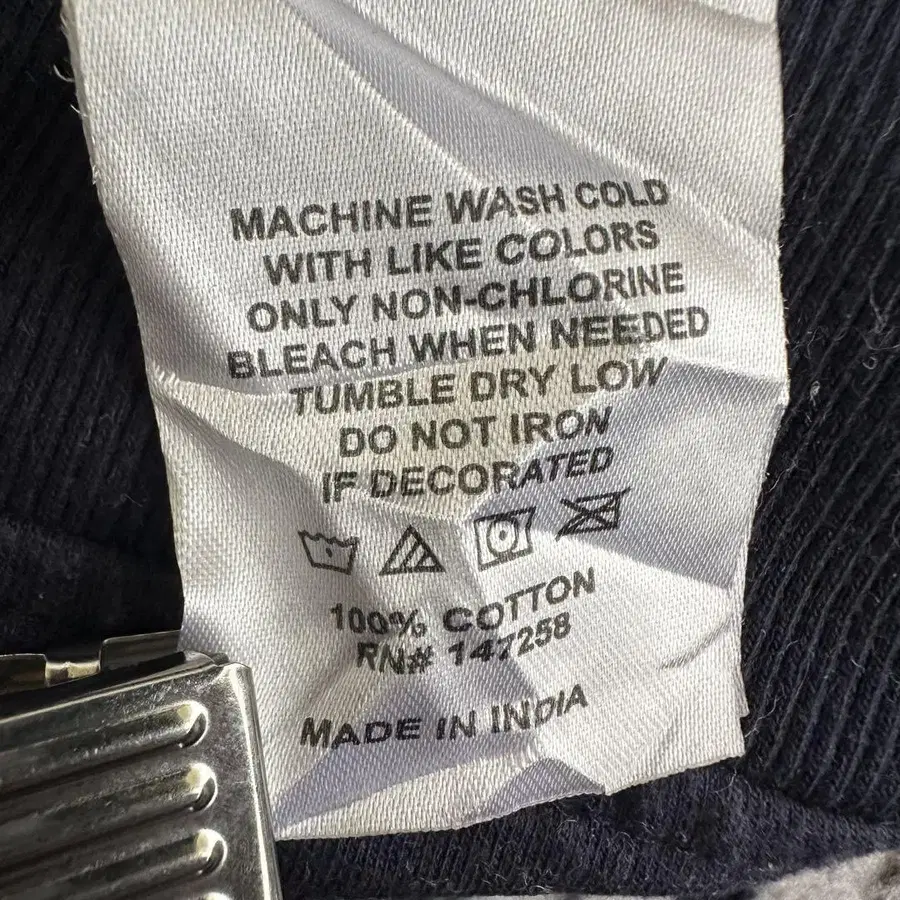 MACHINE WASH COLD
WITH LIKE COLORS
ONLY NON-CHLORINE
BLEACH WHEN NEEDED
TUMBLE DRY LOW
DO NOT IRON
IF DECORATED
100% COTTON
RN# 147258
MADE IN INDIA